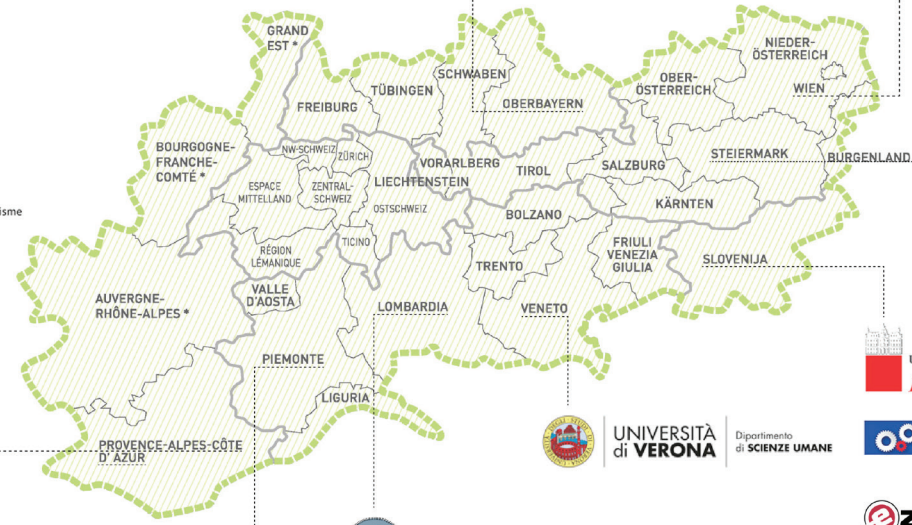 GRAND
EST *
NIEDER-
ÖSTERREICH
SCHWABEN
OBER-
ÖSTERREICH
TÜBINGEN
WIEN
FREIBURG
OBERBAYERN
BOURGOGNE-
FRANCHE-
COMTÉ *
NW-SCHWEIZ
ZÜRICH
STEIERMARK
BURGENLAND
VORARLBERG
TIROL
SALZBURG
LIECHTENSTEIN
ESPACE
MITTELLAND
ZENTRAL-
SCHWEIZ
OSTSCHWEIZ
KÄRNTEN
isme
BOLZANO
TICINO
FRIULI
VENEZIA
GIULIA
RÉGION
LÉMANIQUE
SLOVENIJA
TRENTO
VALLE
D'AOSTA
AUVERGNE-
RHÔNE-ALPES *
LOMBARDIA
VENETO
PIEMONTE
LIGURIA
PROVENCE-ALPES-CÔTE
D'AZUR
UNIVERSITÀ
di VERONA
Dipartimento
di SCIENZE UMANE